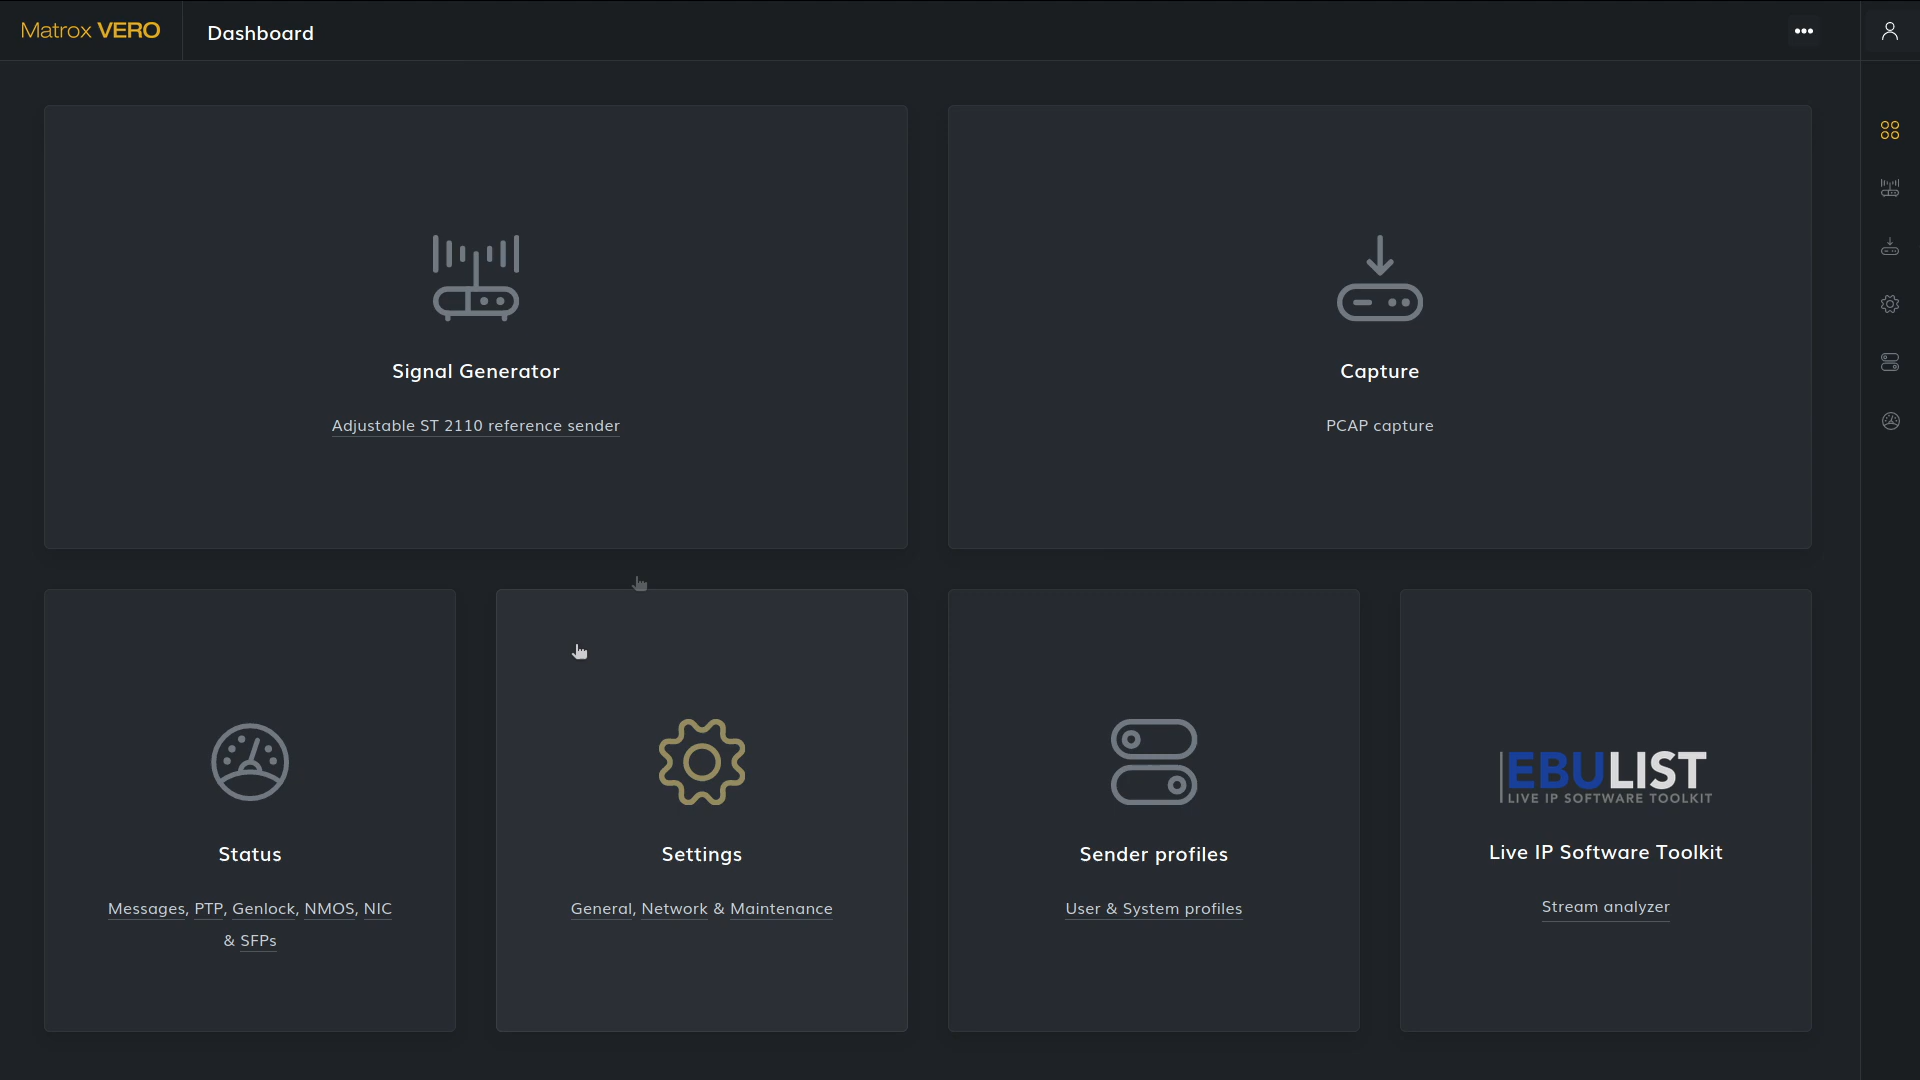 Matrox VERO
Dashboard
Signal Generator
Adjustable ST 2110 reference sender
Capture
PCAP capture
Status
Messages, PTP, Genlock, NMOS, NIC
& SFPs
Settings
General, Network & Maintenance
Sender profiles
User & System profiles
EBULIST
LIVE IP SOFTWARE TOOLKIT
Live IP Software Toolkit
Stream analyzer